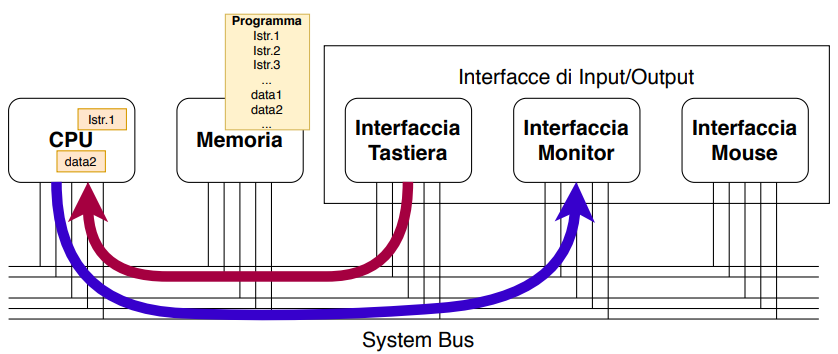 Programma
Istr.1
Istr.2
Istr.3
...
data1
data2
...
Interfacce di Input/Output
Istr.1
CPU
data2
Memoria
Interfaccia
Tastiera
Interfaccia
Monitor
Interfaccia
Mouse
System Bus